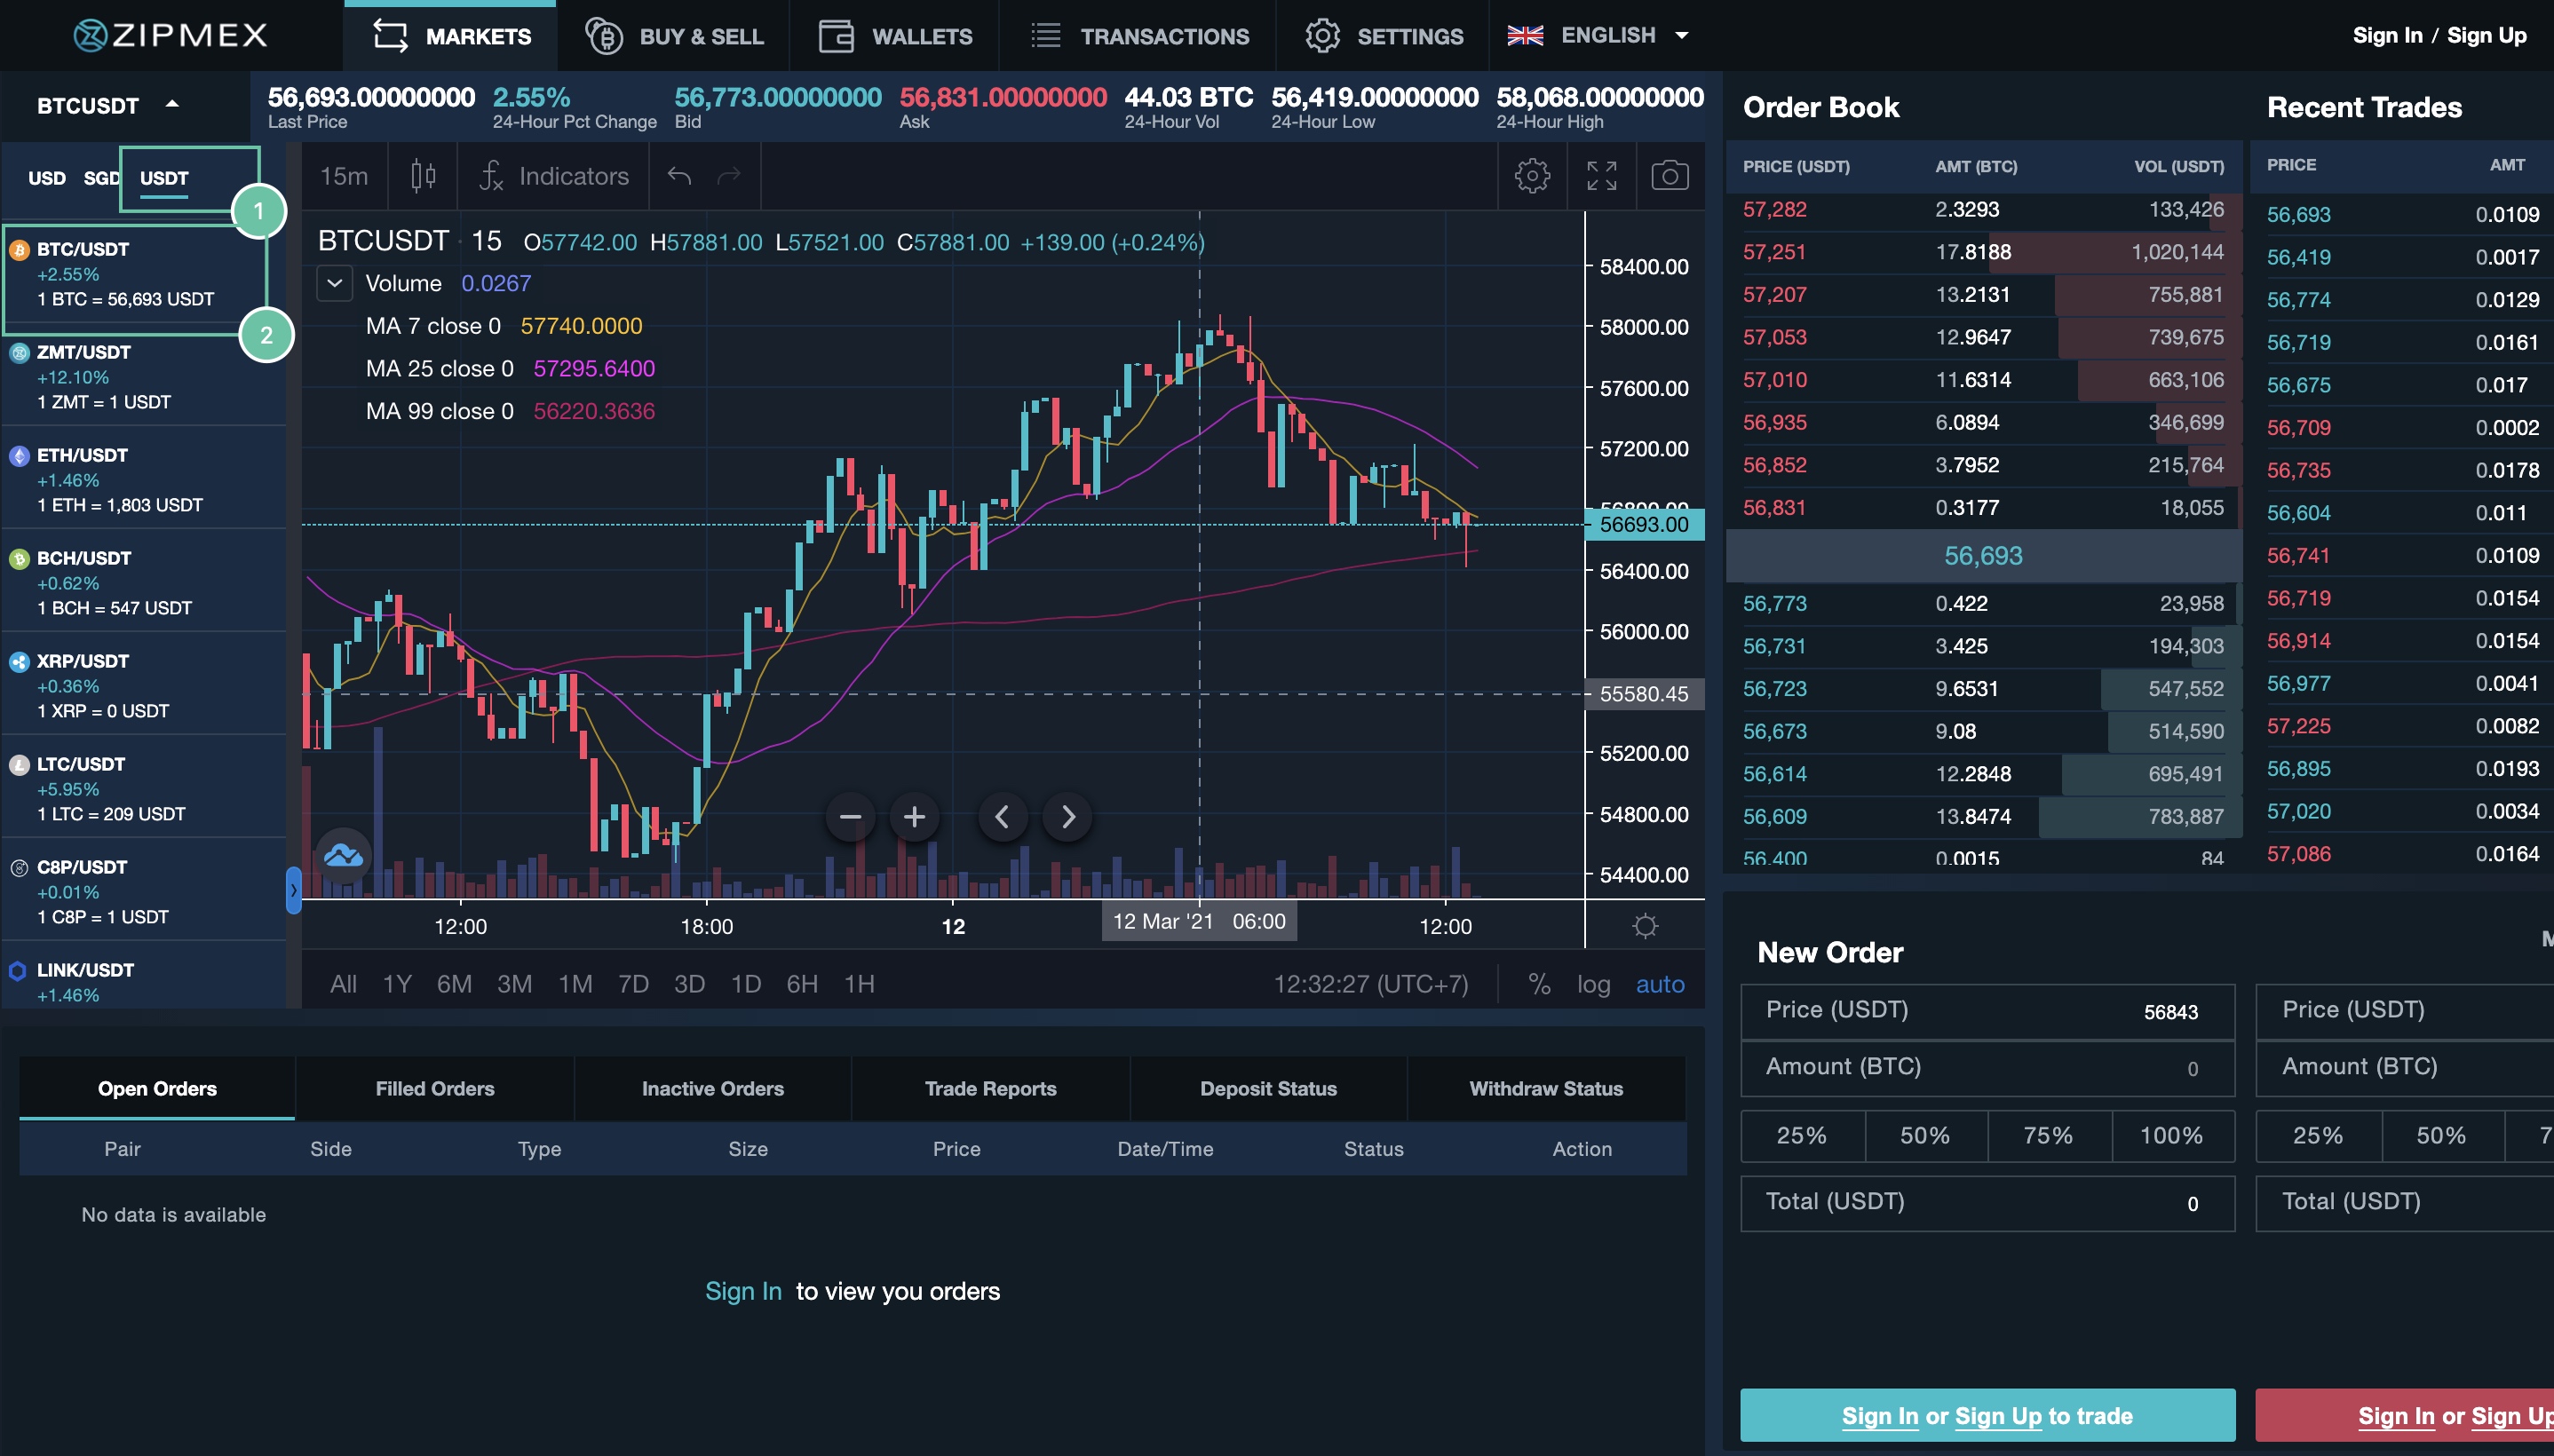 ZIPMEX
MARKETS
BUY & SELL
WALLETS
TRANSACTIONS
SETTINGS
ENGLISH
Sign In / Sign Up
BTCUSDT
56,693.00000000
Last Price
2.55%
24-Hour Pct Change
56,773.00000000
Bid
56,831.00000000
Ask
44.03 BTC
24-Hour Vol
56,419.00000000
24-Hour Low
58,068.00000000
24-Hour High
USD SGD USDT
1
BTC/USDT
+2.55%
1 BTC = 56,693 USDT
2
ZMT/USDT
+12.10%
1 ZMT = 1 USDT
ETH/USDT
+1.46%
1 ETH = 1,803 USDT
BCH/USDT
+0.62%
1 BCH = 547 USDT
XRP/USDT
+0.36%
1 XRP = 0 USDT
LTC/USDT
+5.95%
1 LTC = 209 USDT
C8P/USDT
+0.01%
1 C8P = 1 USDT
LINK/USDT
+1.46%
15m
Indicators
BTCUSDT · 15 O57742.00 H57881.00 L57521.00 C57881.00 +139.00 (+0.24%)
Volume 0.0267
MA 7 close 0 57740.0000
MA 25 close 0 57295.6400
MA 99 close 0 56220.3636
58400.00
58000.00
57600.00
57200.00
56800.00
56693.00
56400.00
56000.00
55580.45
55200.00
54800.00
54400.00
12:00
18:00
12
12 Mar '21 06:00
12:00
All 1Y 6M 3M 1M 7D 3D 1D 6H 1H
12:32:27 (UTC+7)
% log auto
Order Book
PRICE (USDT) AMT (BTC) VOL (USDT)
57,282 2.3293 133,426
57,251 17.8188 1,020,144
57,207 13.2131 755,881
57,053 12.9647 739,675
57,010 11.6314 663,106
56,935 6.0894 346,699
56,852 3.7952 215,764
56,831 0.3177 18,055
56,693
56,773 0.422 23,958
56,731 3.425 194,303
56,723 9.6531 547,552
56,673 9.08 514,590
56,614 12.2848 695,491
56,609 13.8474 783,887
56,400 0.0015 84
Recent Trades
PRICE AMT
56,693 0.0109
56,419 0.0017
56,774 0.0129
56,719 0.0161
56,675 0.017
56,709 0.0002
56,735 0.0178
56,604 0.011
56,741 0.0109
56,719 0.0154
56,914 0.0154
56,977 0.0041
57,225 0.0082
56,895 0.0193
57,020 0.0034
57,086 0.0164
Open Orders
Filled Orders
Inactive Orders
Trade Reports
Deposit Status
Withdraw Status
Pair Side Type Size Price Date/Time Status Action
No data is available
Sign In to view you orders
New Order
M
Price (USDT) 56843
Amount (BTC) 0
25% 50% 75% 100%
Total (USDT) 0
Sign In or Sign Up to trade
Price (USDT)
Amount (BTC)
25% 50% 7
Total (USDT)
Sign In or Sign Up